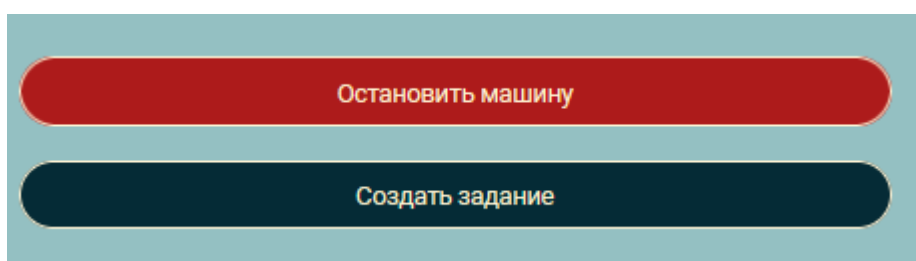 Остановить машину
Создать задание